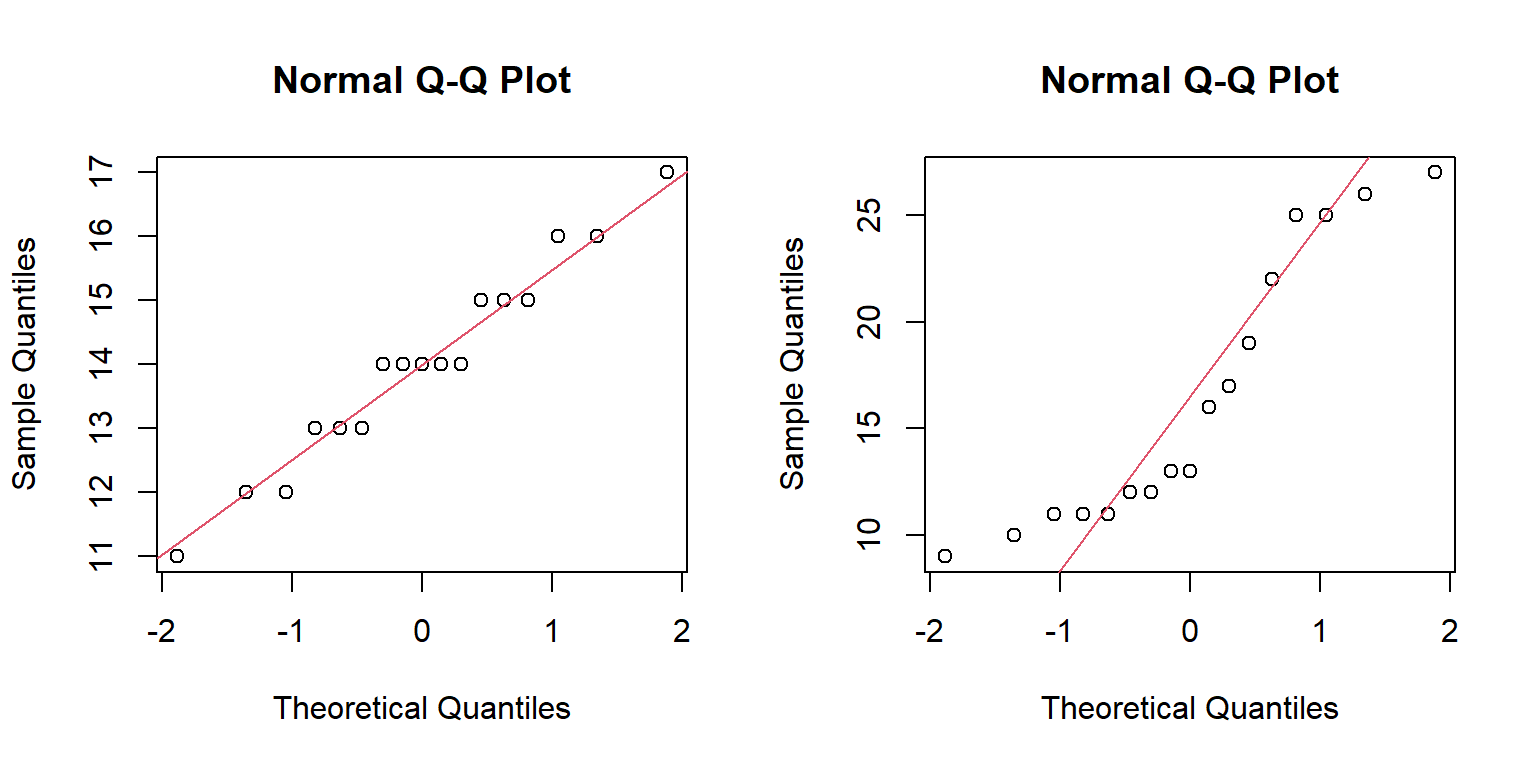 Normal Q-Q Plot
Sample Quantiles
17
16
15
14
13
12
11
-2 -1 0 1 2
Theoretical Quantiles
Normal Q-Q Plot
Sample Quantiles
25
20
15
10
-2 -1 0 1 2
Theoretical Quantiles